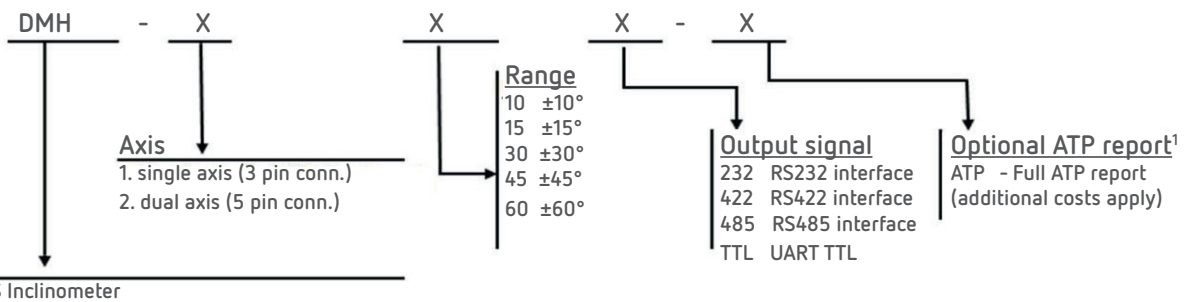 DMH - X X X - X
Range
10 ±10°
15 ±15°
30 ±30°
45 ±45°
60 ±60°
Axis
1. single axis (3 pin conn.)
2. dual axis (5 pin conn.)
Output signal
232 RS232 interface
422 RS422 interface
485 RS485 interface
TTL UART TTL
Optional ATP report¹
ATP - Full ATP report
(additional costs apply)
Inclinometer